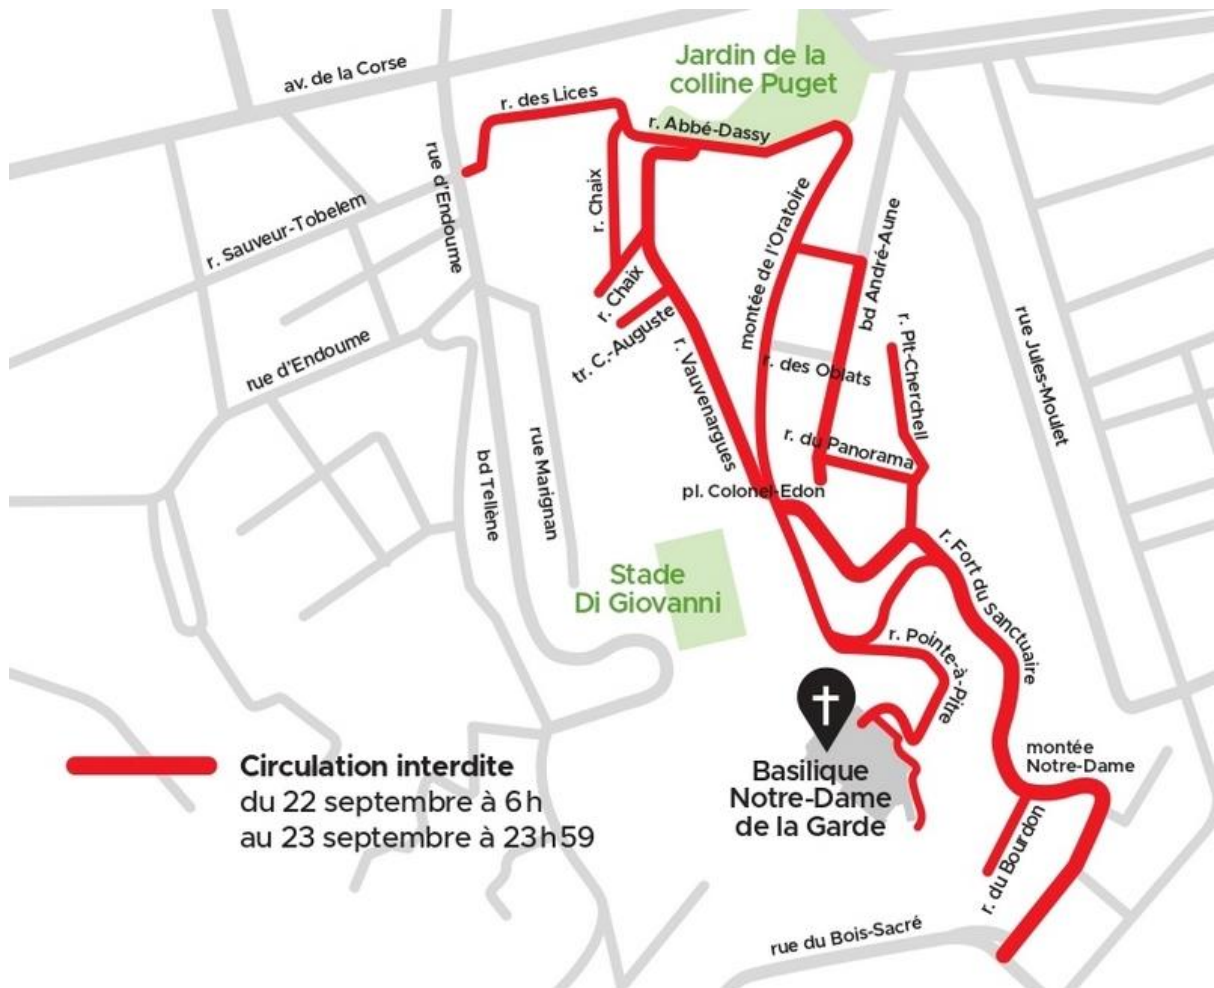 Jardin de la
colline Puget
av. de la Corse
r. des Lices
r. Abbé-Dassy
rue d'Endoume
r. Chaix
montée de l'Oratoire
r. Sauveur-Tobelem
bd André-Aune
r. Chaix
r. Plt-Cherchell
rue Jules-Moulet
tr. C.-Auguste
rue d'Endoume
r. Vauvenargues
r. des Oblats
bd Tellène
rue Marignan
r. du Panorama
pl. Colonel-Edon
Stade
Di Giovanni
r. Fort du sanctuaire
r. Pointe-à-Pitre
montée
Notre-Dame
Circulation interdite
du 22 septembre à 6h
au 23 septembre à 23h59
Basilique
Notre-Dame
de la Garde
r. du Bourdon
rue du Bois-Sacré